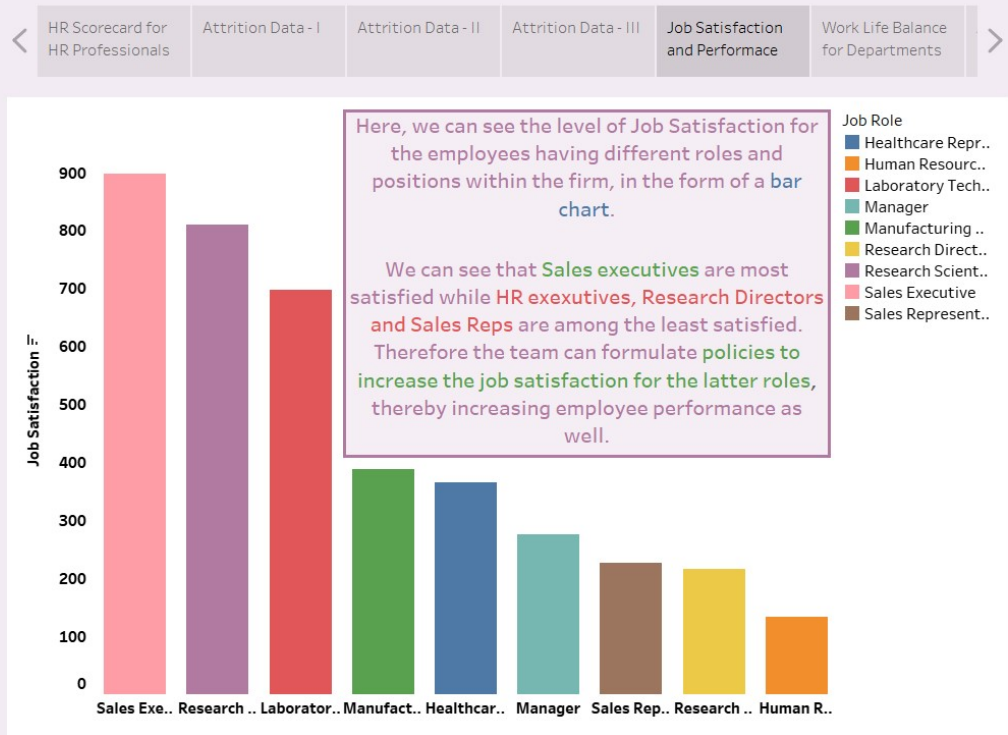 HR Scorecard for
HR Professionals
Attrition Data - I
Attrition Data - II
Attrition Data - III
Job Satisfaction
and Performace
Work Life Balance
for Departments
Here, we can see the level of Job Satisfaction for
the employees having different roles and
positions within the firm, in the form of a bar
chart.
We can see that Sales executives are most
satisfied while HR exexutives, Research Directors
and Sales Reps are among the least satisfied.
Therefore the team can formulate policies to
increase the job satisfaction for the latter roles,
thereby increasing employee performance as
well.
Job Role
Healthcare Repr..
Human Resourc..
Laboratory Tech..
Manager
Manufacturing ..
Research Direct..
Research Scient..
Sales Executive
Sales Represent..
Job Satisfaction
900
800
700
600
500
400
300
200
100
0
Sales Exe.. Research .. Laborator.. Manufact.. Healthcar.. Manager Sales Rep.. Research .. Human R..